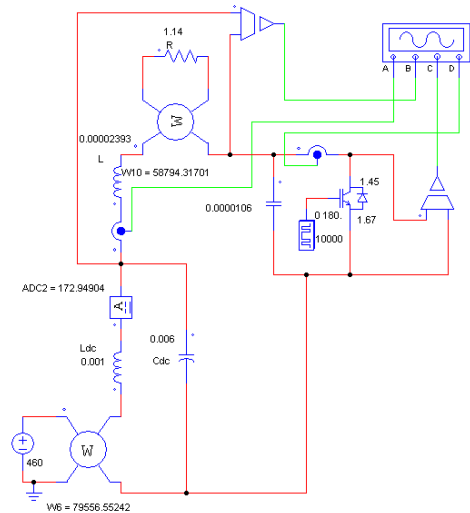 1.14
R
A
B
C
D
W
0.00002393
L
W10 = 58794.31701
1.45
0.0000106
0 180.
1.67
10000
ADC2 = 172.94904
A
0.006
Ldc
Cdc
0.001
W
460
W6 = 79556.55242